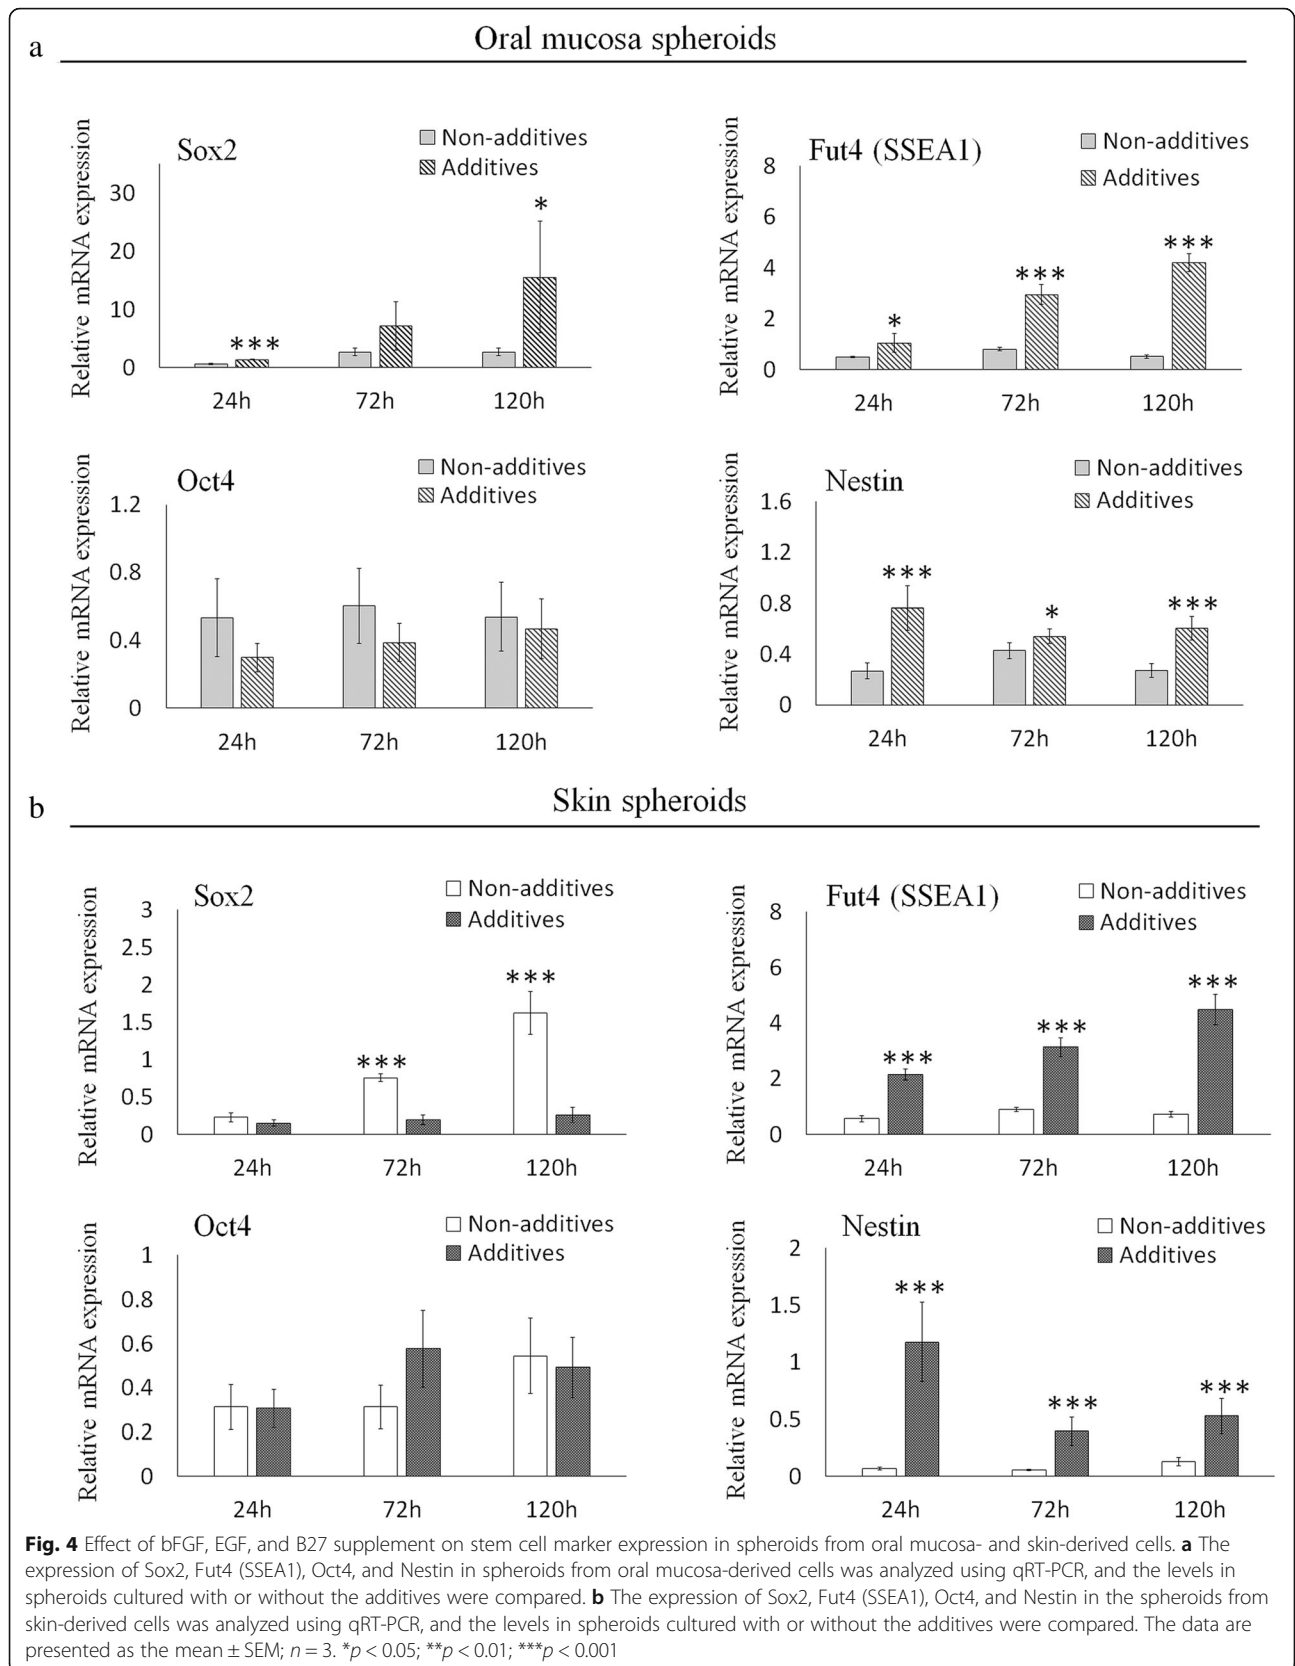 a
Oral mucosa spheroids
Relative mRNA expression
Sox2
Non-additives
Additives
30
20
10
0
***
*
24h 72h 120h
Relative mRNA expression
Fut4 (SSEA1)
Non-additives
Additives
8
6
4
2
0
*
***
***
24h 72h 120h
Relative mRNA expression
Oct4
Non-additives
Additives
1.2
0.8
0.4
0
24h 72h 120h
Relative mRNA expression
Nestin
Non-additives
Additives
1.6
1.2
0.8
0.4
0
***
*
***
24h 72h 120h
b
Skin spheroids
Relative mRNA expression
Sox2
Non-additives
Additives
3
2.5
2
1.5
1
0.5
0
***
***
24h 72h 120h
Relative mRNA expression
Fut4 (SSEA1)
Non-additives
Additives
8
6
4
2
0
***
***
***
24h 72h 120h
Relative mRNA expression
Oct4
Non-additives
Additives
1
0.8
0.6
0.4
0.2
0
24h 72h 120h
Relative mRNA expression
Nestin
Non-additives
Additives
2
1.5
1
0.5
0
***
***
***
24h 72h 120h
Fig. 4 Effect of bFGF, EGF, and B27 supplement on stem cell marker expression in spheroids from oral mucosa- and skin-derived cells. a The
expression of Sox2, Fut4 (SSEA1), Oct4, and Nestin in spheroids from oral mucosa-derived cells was analyzed using qRT-PCR, and the levels in
spheroids cultured with or without the additives were compared. b The expression of Sox2, Fut4 (SSEA1), Oct4, and Nestin in the spheroids from
skin-derived cells was analyzed using qRT-PCR, and the levels in spheroids cultured with or without the additives were compared. The data are
presented as the mean ± SEM; n = 3. *p < 0.05; **p < 0.01; ***p < 0.001